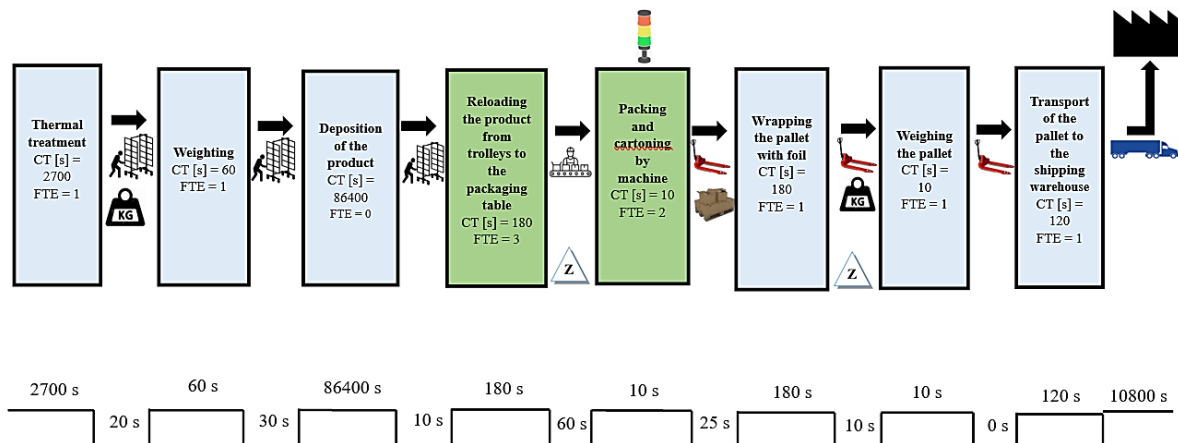 Thermal
treatment
CT [s] =
2700
FTE = 1
KG
Weighting
CT [s] = 60
FTE = 1
Deposition
of the
product
CT [s] =
86400
FTE = 0
Reloading
the product
from
trolleys to
the
packaging
table
CT [s] = 180
FTE = 3
Z
Packing
and
cartoning
by
machine
CT [s] = 10
FTE = 2
Wrapping
the pallet
with foil
CT [s] =
180
FTE = 1
KG
Z
Weighing
the pallet
CT [s] =
10
FTE = 1
Transport
of the
pallet to
the
shipping
warehouse
CT [s] =
120
FTE = 1
2700 s
60 s
86400 s
180 s
10 s
180 s
10 s
120 s
10800 s
20 s
30 s
10 s
60 s
25 s
10 s
0 s